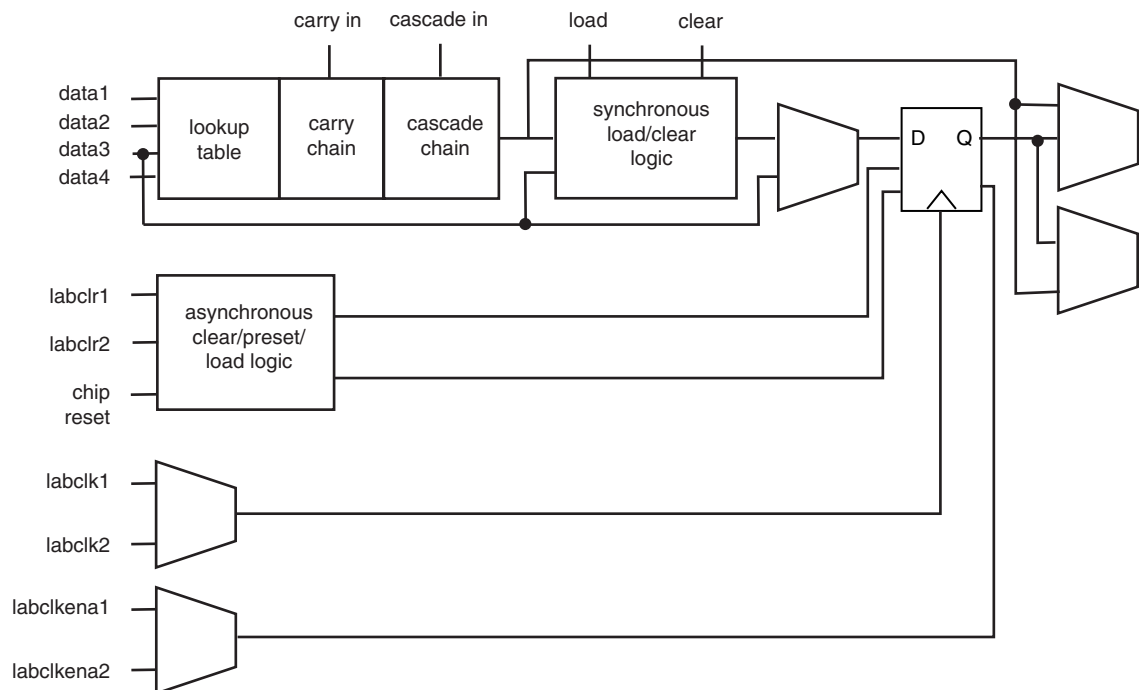 carry in
cascade in
load
clear
data1
data2
data3
data4
lookup
table
carry
chain
cascade
chain
synchronous
load/clear
logic
D
Q
labclr1
labclr2
chip
reset
asynchronous
clear/preset/
load logic
labclk1
labclk2
labclkena1
labclkena2